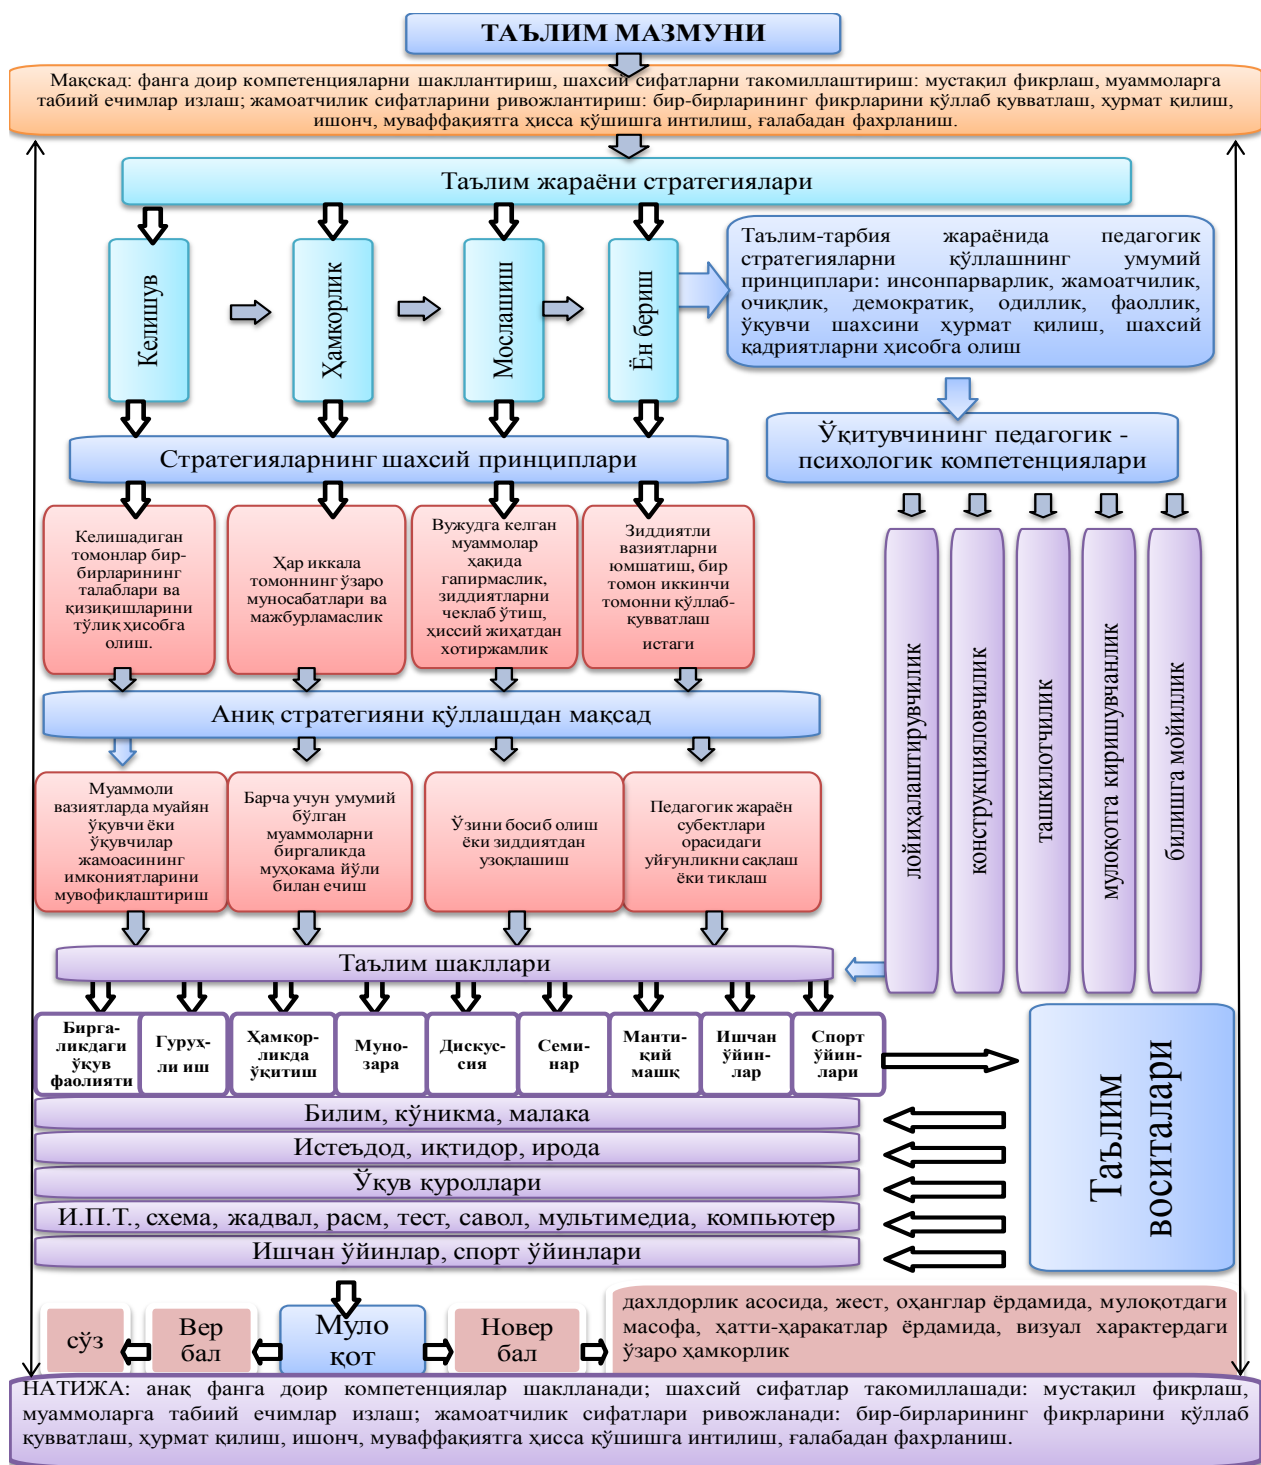 ТАЪЛИМ МАЗМУНИ
Мақскад: фанга доир компетенцияларни шакллантириш, шахсий сифатларни такомиллаштириш: мустақил фикрлаш, муаммоларга
табиий ечимлар излаш; жамоатчилик сифатларини ривожлантириш: бир-бирларининг фикрларини қўллаб қувватлаш, ҳурмат қилиш,
ишонч, муваффақиятга ҳисса қўшишга интилиш, ғалабадан фахрланиш.
Таълим жараёни стратегиялари
Келишув
Ҳамкорлик
Мослашиш
Ён бериш
Таълим-тарбия жараёнида педагогик
стратегияларни қўллашнинг умумий
принциплари: инсонпарварлик, жамоатчилик,
очиқлик, демократик, одиллик, фаоллик,
ўқувчи шахсини ҳурмат қилиш, шахсий
қадриятларни ҳисобга олиш
Стратегияларнинг шахсий принциплари
Ўқитувчининг педагогик -
психологик компетенциялари
Келишадиган
томонлар бир-
бирларининг
талаблари ва
қизиқишларини
тўлиқ ҳисобга
олиш.
Ҳар иккала
томоннинг ўзаро
муносабатлари ва
мажбурламаслик
Вужудга келган
муаммолар
ҳақида
гапирмаслик,
зиддиятларни
чеклаб ўтиш,
ҳиссий жиҳатдан
хотиржамлик
Зиддиятли
вазиятларни
юмшатиш, бир
томон иккинчи
томонни қўллаб-
қувватлаш
истаги
лойиҳалаштирувчилик
конструкцияловчилик
ташкилотчилик
мулоқотга киришувчанлик
билишга мойиллик
Аниқ стратегияни қўллашдан мақсад
Муаммоли
вазиятларда муайян
ўқувчи ёки
ўқувчилар
жамоасининг
имкониятларини
мувофиқлаштириш
Барча учун умумий
бўлган
муаммоларни
биргаликда
муҳокама йўли
билан ечиш
Ўзини босиб олиш
ёки зиддиятдан
узоқлашиш
Педагогик жараён
субектлари
орасидаги
уйғунликни сақлаш
ёки тиклаш
Таълим шакллари
Бирга-
ликдаги
ўқув
фаолияти
Гуруҳ-
ли иш
Ҳамкор-
ликда
ўқитиш
Муно-
зара
Дискус-
сия
Семи-
нар
Манти-
қий
машқ
Ишчан
ўйин-
лар
Спорт
ўйин-
лари
Таълим
воситалари
Билим, кўникма, малака
Истеъдод, иқтидор, ирода
Ўқув қуроллари
И.П.Т., схема, жадвал, расм, тест, савол, мультимедиа, компьютер
Ишчан ўйинлар, спорт ўйинлари
сўз
Вер
бал
Муло
қот
Новер
бал
дахлдорлик асосида, жест, оҳанглар ёрдамида, мулоқотдаги
масофа, ҳатти-ҳаракатлар ёрдамида, визуал характердаги
ўзаро ҳамкорлик
НАТИЖА: анақ фанга доир компетенциялар шаклланади; шахсий сифатлар такомиллашади: мустақил фикрлаш,
муаммоларга табиий ечимлар излаш; жамоатчилик сифатлари ривожланади: бир-бирларининг фикрларини қўллаб
қувватлаш, ҳурмат қилиш, ишонч, муваффақиятга ҳисса қўшишга интилиш, ғалабадан фахрланиш.